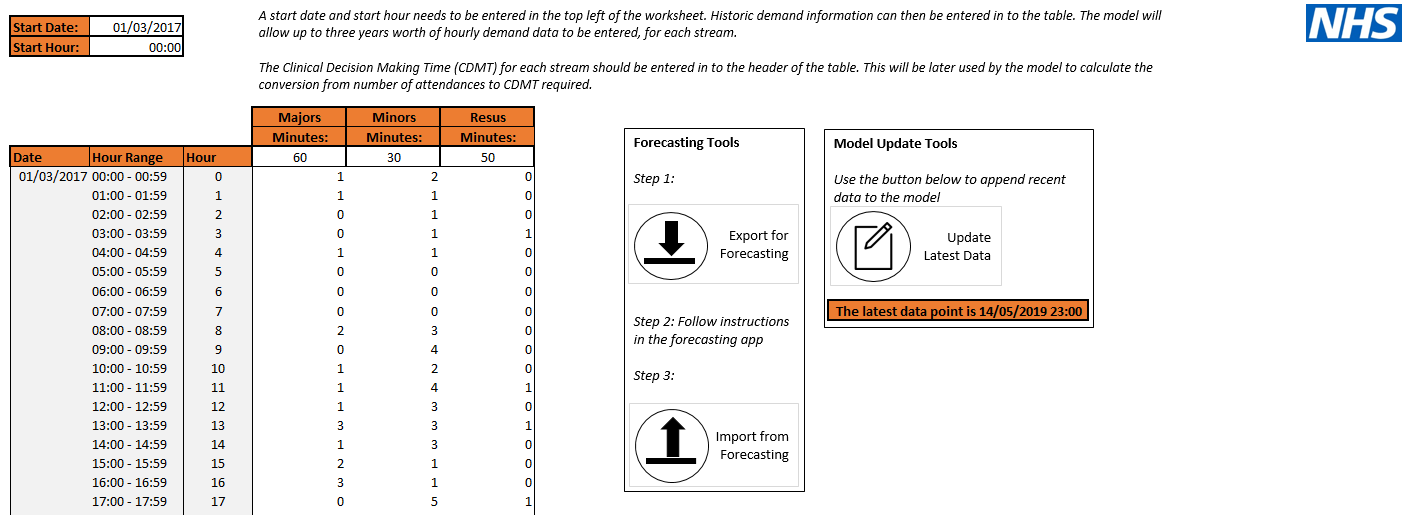 Start Date: 01/03/2017
Start Hour: 00:00
A start date and start hour needs to be entered in the top left of the worksheet. Historic demand information can then be entered in to the table. The model will
allow up to three years worth of hourly demand data to be entered, for each stream.
The Clinical Decision Making Time (CDMT) for each stream should be entered in to the header of the table. This will be later used by the model to calculate the
conversion from number of attendances to CDMT required.
NHS
Majors Minors Resus
Minutes: Minutes: Minutes:
Date Hour Range Hour 60 30 50
01/03/2017 00:00 - 00:59 0 1 2 0
01:00 - 01:59 1 1 1 0
02:00 - 02:59 2 0 1 0
03:00 - 03:59 3 0 1 1
04:00 - 04:59 4 1 1 0
05:00 - 05:59 5 0 0 0
06:00 - 06:59 6 0 0 0
07:00 - 07:59 7 0 0 0
08:00 - 08:59 8 2 3 0
09:00 - 09:59 9 0 4 0
10:00 - 10:59 10 1 2 0
11:00 - 11:59 11 1 4 1
12:00 - 12:59 12 1 3 0
13:00 - 13:59 13 3 3 1
14:00 - 14:59 14 1 3 0
15:00 - 15:59 15 2 1 0
16:00 - 16:59 16 3 1 0
17:00 - 17:59 17 0 5 1
Forecasting Tools
Step 1:
Export for
Forecasting
Step 2: Follow instructions
in the forecasting app
Step 3:
Import from
Forecasting
Model Update Tools
Use the button below to append recent
data to the model
Update
Latest Data
The latest data point is 14/05/2019 23:00